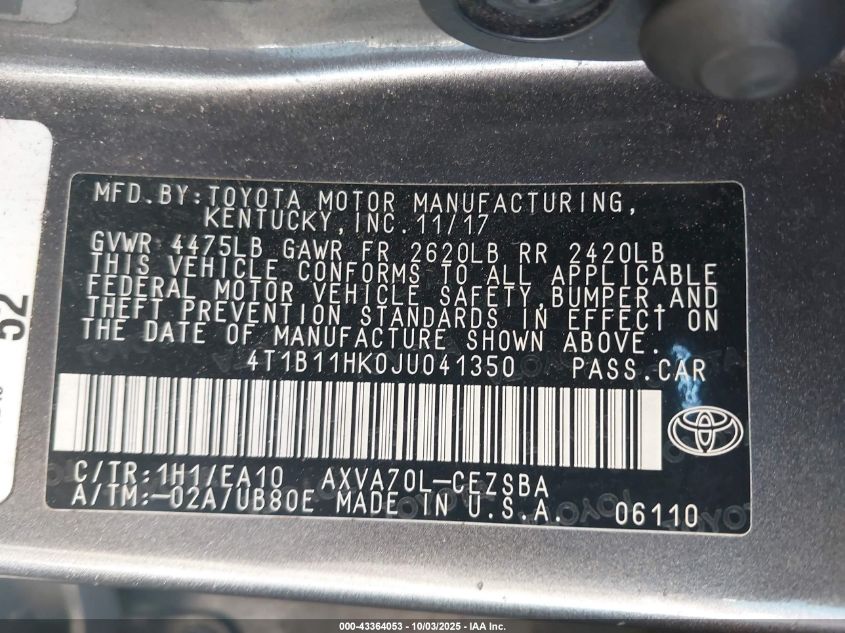 52
MFD.BY:TOYOTA MOTOR MANUFACTURING,
KENTUCKY,INC.11/17
GVWR 4475LB GAWR FR 2620LB RR 2420LB
THIS VEHICLE CONFORMS TO ALL APPLICABLE
FEDERAL MOTOR VEHICLE SAFETY,BUMPER,AND
THEFT PREVENTION STANDARDS IN EFFECT ON
THE DATE OF MANUFACTURE SHOWN ABOVE.
4T1B11HK0JU041350 PASS.CAR
C/TR:1H1/EA10 AXVA70L-CEZSBA
A/TM:-02A/UB80E MADE IN U.S.A. 06110
000-43364053 - 10/03/2025 - IAA Inc.